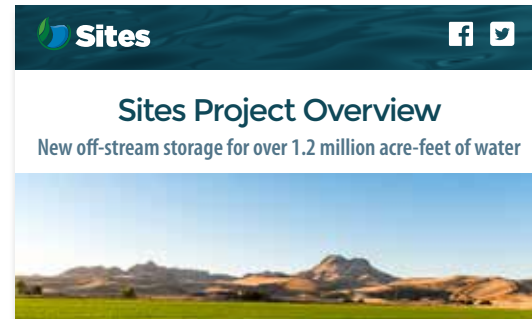 Sites
Sites Project Overview
New off-stream storage for over 1.2 million acre-feet of water